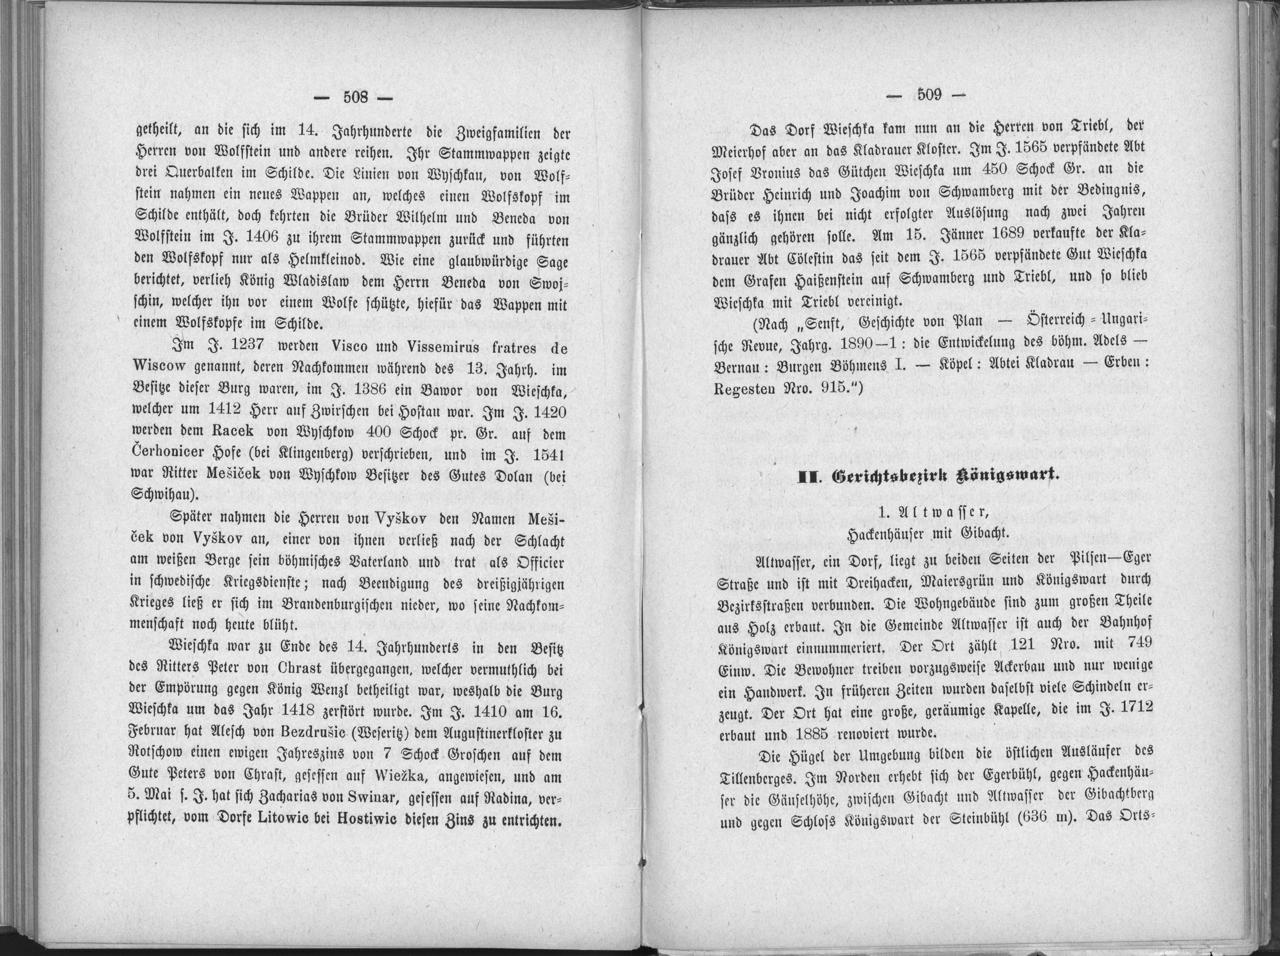 — 508 —
getheilt, an die sich im 14. Jahrhunderte die Zweigfamilien der
Herren von Wolfstein und andere reihen. Ihr Stammwappen zeigte
drei Querbalken im Schilde. Die Linien von Wyschkau, von Wolf-
stein nahmen ein neues Wappen an, welches einen Wolfskopf im
Schilde enthält, doch kehrten die Brüder Wilhelm und Beneda von
Wolfstein im J. 1406 zu ihrem Stammwappen zurück und führten
den Wolfskopf nur als Helmkleinod. Wie eine glaubwürdige Sage
berichtet, verlieh König Wladislaw dem Herrn Beneda von Swoj-
schin, welcher ihn vor einem Wolfe schützte, hiefür das Wappen mit
einem Wolfskopfe im Schilde.
Im J. 1237 werden Visco und Vissemirus fratres de
Wiscow genannt, deren Nachkommen während des 13. Jahrh. im
Besitze dieser Burg waren, im J. 1386 ein Bawor von Wieschka,
welcher um 1412 Herr auf Zwirschen bei Hostau war. Im J. 1420
werden dem Racek von Wyschkow 400 Schock pr. Gr. auf dem
Čerhonicer Hofe (bei Klingenberg) verschrieben, und im J. 1541
war Ritter Mešiček von Wyschkow Besitzer des Gutes Dolan (bei
Schwihau).
Später nahmen die Herren von Vyškov den Namen Meši-
ček von Vyškov an, einer von ihnen verließ nach der Schlacht
am weißen Berge sein böhmisches Vaterland und trat als Officier
in schwedische Kriegsdienste; nach Beendigung des dreißigjährigen
Krieges ließ er sich im Brandenburgischen nieder, wo seine Nachkom-
menschaft noch heute blüht.
Wieschka war zu Ende des 14. Jahrhunderts in den Besitz
des Ritters Peter von Chrast übergegangen, welcher vermuthlich bei
der Empörung gegen König Wenzl betheiligt war, weshalb die Burg
Wieschka um das Jahr 1418 zerstört wurde. Im J. 1410 am 16.
Februar hat Alesch von Bezdrušic (Weseritz) dem Augustinerkloster zu
Rotschow einen ewigen Jahreszins von 7 Schock Groschen auf dem
Gute Peters von Chrast, gesessen auf Wiežka, angewiesen, und am
5. Mai s. J. hat sich Zacharias von Swinar, gesessen auf Radina, ver-
pflichtet, vom Dorfe Litowic bei Hostiwic diesen Zins zu entrichten.
— 509 —
Das Dorf Wieschka kam nun an die Herren von Triebl, der
Meierhof aber an das Kladrauer Kloster. Im J. 1565 verpfändete Abt
Josef Vronius das Gütchen Wieschka um 450 Schock Gr. an die
Brüder Heinrich und Joachim von Schwamberg mit der Bedingnis,
dass es ihnen bei nicht erfolgter Auslösung nach zwei Jahren
gänzlich gehören solle. Am 15. Jänner 1689 verkaufte der Kla-
drauer Abt Cölestin das seit dem J. 1565 verpfändete Gut Wieschka
dem Grafen Haißenstein auf Schwamberg und Triebl, und so blieb
Wieschka mit Triebl vereinigt.
(Nach „Senft, Geschichte von Plan — Österreich-Ungari-
sche Revue, Jahrg. 1890—1: die Entwickelung des böhm. Adels —
Bernau: Burgen Böhmens I. — Köpel: Abtei Kladrau — Erben:
Regesten Nro. 915.")
II. Gerichtsbezirk Königswart.
1. Altwasser,
Hackenhäuser mit Gibacht.
Altwasser, ein Dorf, liegt zu beiden Seiten der Pilsen—Eger
Straße und ist mit Dreihacken, Maiersgrün und Königswart durch
Bezirksstraßen verbunden. Die Wohngebäude sind zum großen Theile
aus Holz erbaut. In die Gemeinde Altwasser ist auch der Bahnhof
Königswart einnummeriert. Der Ort zählt 121 Nro. mit 749
Einw. Die Bewohner treiben vorzugsweise Ackerbau und nur wenige
ein Handwerk. In früheren Zeiten wurden daselbst viele Schindeln er-
zeugt. Der Ort hat eine große, geräumige Kapelle, die im J. 1712
erbaut und 1885 renoviert wurde.
Die Hügel der Umgebung bilden die östlichen Ausläufer des
Tillenberges. Im Norden erhebt sich der Egerbühl, gegen Hackenhäu-
ser die Gäuselhöhe, zwischen Gibacht und Altwasser der Gibachtberg
und gegen Schloss Königswart der Steinbühl (636 m). Das Orts-